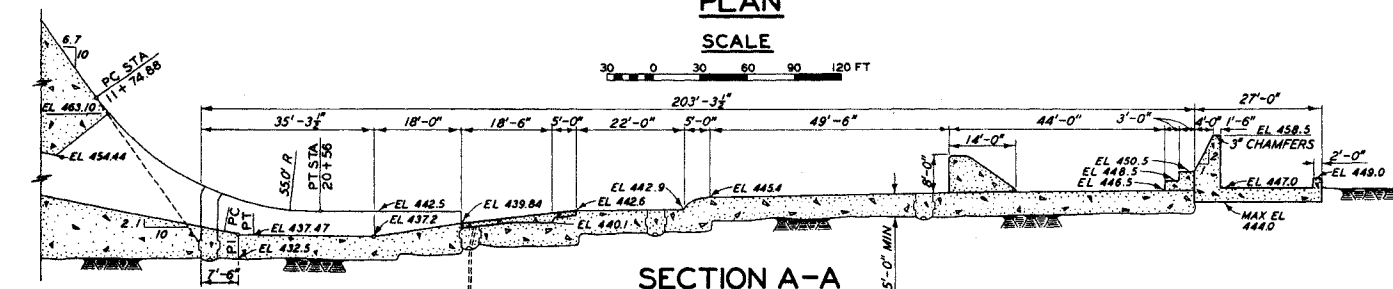 PLAN
SCALE
30 0 30 60 90 120 FT
6.7
10
PC STA
11+74.88
203'-3½"
27'-0"
35'-3½"
18'-0"
18'-6"
5'-0"
22'-0"
5'-0"
49'-6"
44'-0"
3'-0"
4'-0"
1'-6"
EL 458.5
3" CHAMFERS
2'-0"
14'-0"
8'-0"
EL 463.10
EL 454.44
55.0' R
PT STA
20+56
EL 450.5
EL 448.5
EL 446.5
EL 449.0
EL 447.0
MAX EL
444.0
EL 442.9
EL 445.4
EL 442.5
EL 437.2
EL 439.84
EL 442.6
EL 440.1
2.1
10
PI
PC
PT
EL 437.47
EL 432.5
7'-6"
5'-0" MIN
SECTION A-A